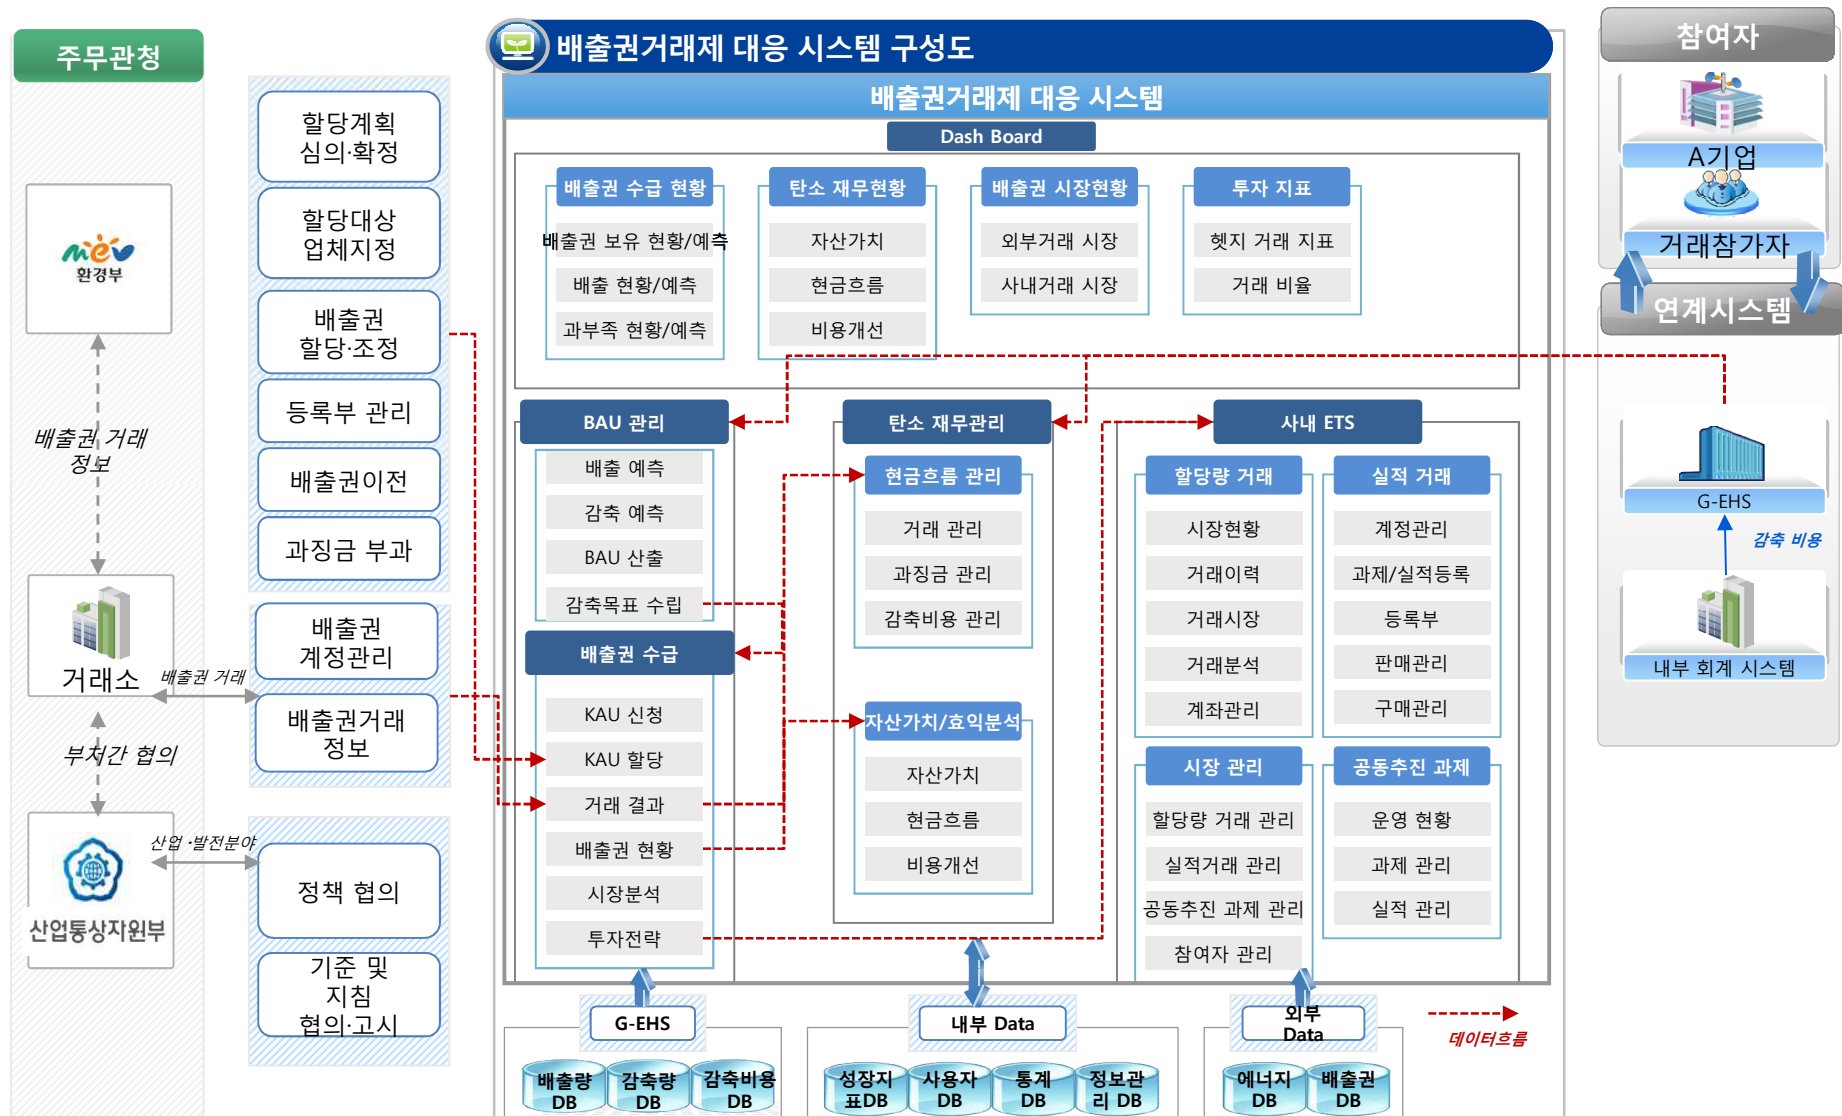 주무관청
환경부
배출권 거래
정보
거래소
배출권 거래
부처간 협의
산업·발전분야
산업통상자원부
할당계획
심의·확정
할당대상
업체지정
배출권
할당·조정
등록부 관리
배출권이전
과징금 부과
배출권
계정관리
배출권거래
정보
정책 협의
기준 및
지침
협의·고시
배출권거래제 대응 시스템 구성도
배출권거래제 대응 시스템
Dash Board
배출권 수급 현황
배출권 보유 현황/예측
배출 현황/예측
과부족 현황/예측
탄소 재무현황
자산가치
현금흐름
비용개선
배출권 시장현황
외부거래 시장
사내거래 시장
투자 지표
헷지 거래 지표
거래 비율
BAU 관리
배출 예측
감축 예측
BAU 산출
감축목표 수립
배출권 수급
KAU 신청
KAU 할당
거래 결과
배출권 현황
시장분석
투자전략
탄소 재무관리
현금흐름 관리
거래 관리
과징금 관리
감축비용 관리
자산가치/효익분석
자산가치
현금흐름
비용개선
사내 ETS
할당량 거래
시장현황
거래이력
거래시장
거래분석
계좌관리
실적 거래
계정관리
과제/실적등록
등록부
판매관리
구매관리
시장 관리
할당량 거래 관리
실적거래 관리
공동추진 과제 관리
참여자 관리
공동추진 과제
운영 현황
과제 관리
실적 관리
G-EHS
배출량
DB
감축량
DB
감축비용
DB
내부 Data
성장지
표DB
사용자
DB
통계
DB
정보관
리 DB
외부
Data
에너지
DB
배출권
DB
데이터흐름
참여자
A기업
거래참가자
연계시스템
G-EHS
감축 비용
내부 회계 시스템